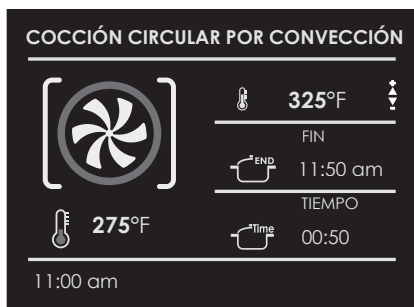 COCCIÓN CIRCULAR POR CONVECCIÓN
325°F
FIN
END
11:50 am
TIEMPO
275°F
Time
00:50
11:00 am